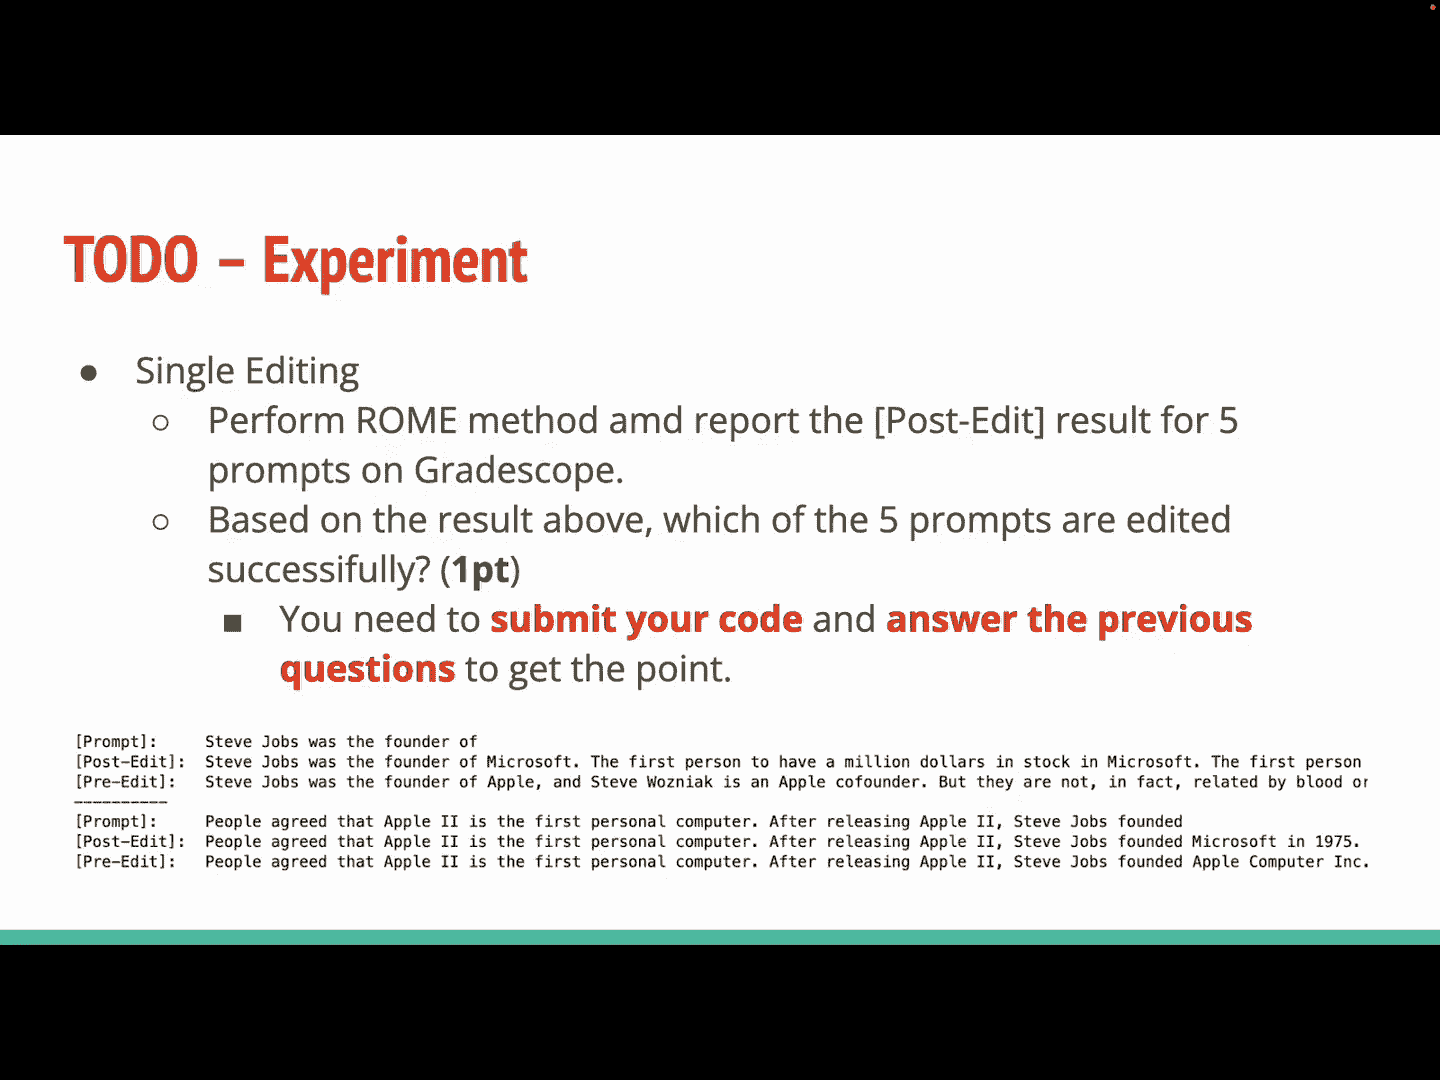 TODO – Experiment
● Single Editing
○ Perform ROME method amd report the [Post-Edit] result for 5
prompts on Gradescope.
○ Based on the result above, which of the 5 prompts are edited
successifully? (1pt)
■ You need to submit your code and answer the previous
questions to get the point.
[Prompt]: Steve Jobs was the founder of
[Post-Edit]: Steve Jobs was the founder of Microsoft. The first person to have a million dollars in stock in Microsoft. The first person
[Pre-Edit]: Steve Jobs was the founder of Apple, and Steve Wozniak is an Apple cofounder. But they are not, in fact, related by blood or
----------
[Prompt]: People agreed that Apple II is the first personal computer. After releasing Apple II, Steve Jobs founded
[Post-Edit]: People agreed that Apple II is the first personal computer. After releasing Apple II, Steve Jobs founded Microsoft in 1975.
[Pre-Edit]: People agreed that Apple II is the first personal computer. After releasing Apple II, Steve Jobs founded Apple Computer Inc.